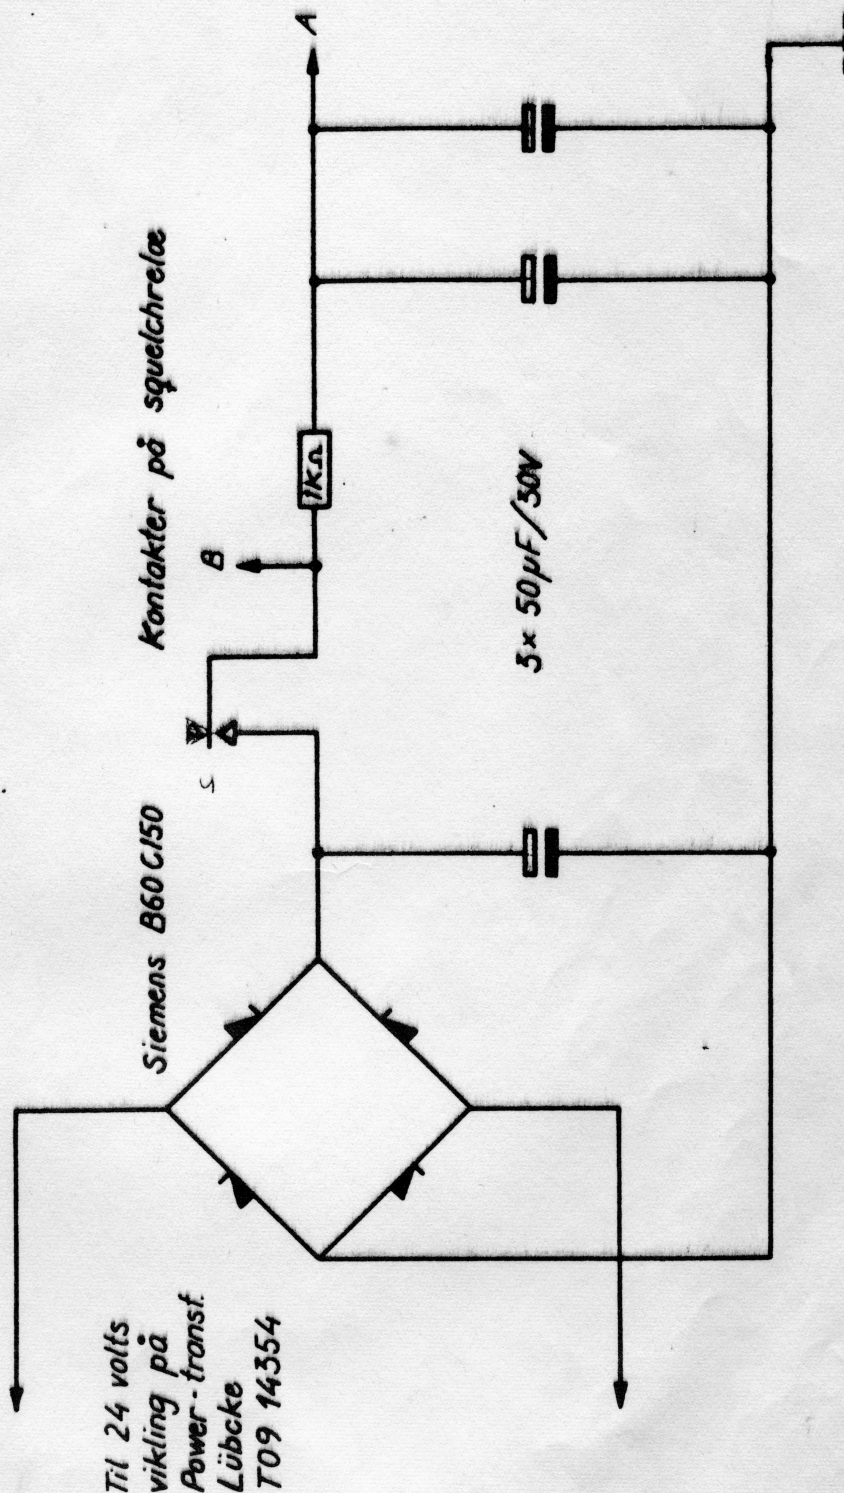 Til 24 volts
vikling på
Power-transf.
Lübcke
T09 14354
Siemens B60 C150
S
Kontakter på squelchrelæ
B
1KΩ
A
3× 50µF/30V